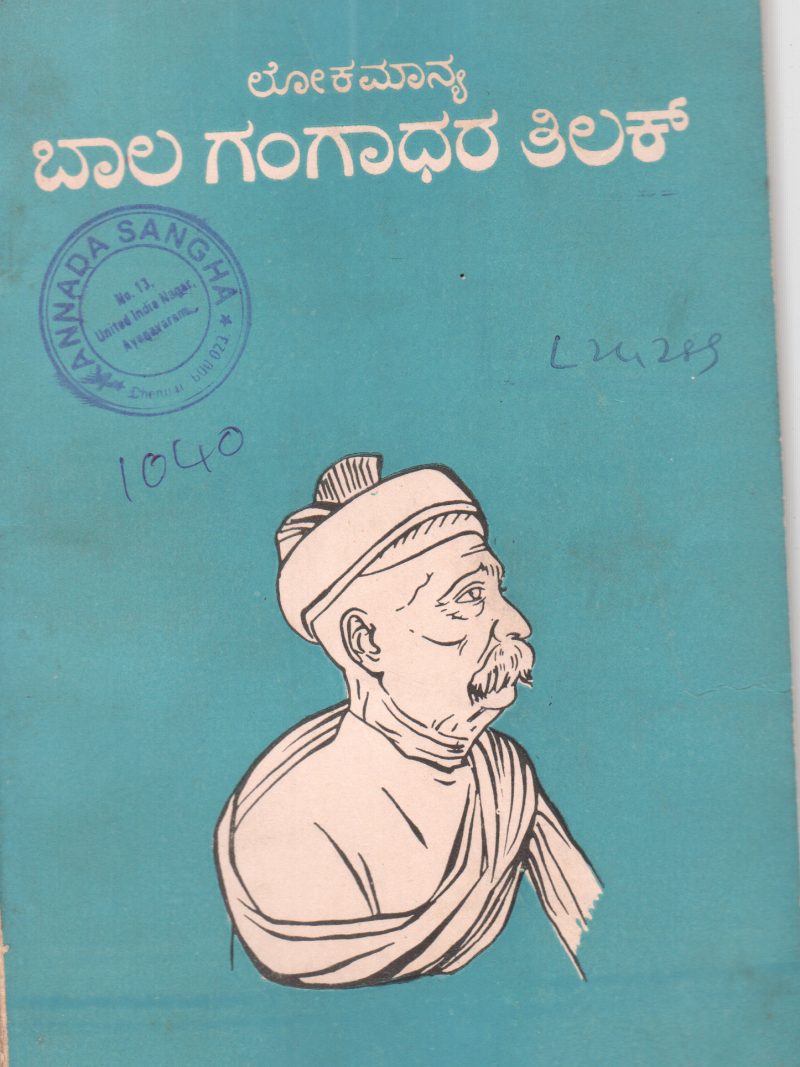 ಲೋಕಮಾನ್ಯ
ಬಾಲ ಗಂಗಾಧರ ತಿಲಕ್
KANNADA SANGHA
No. 13,
United India Nagar,
Ayanavaram,
Chennai - 600 023
1040